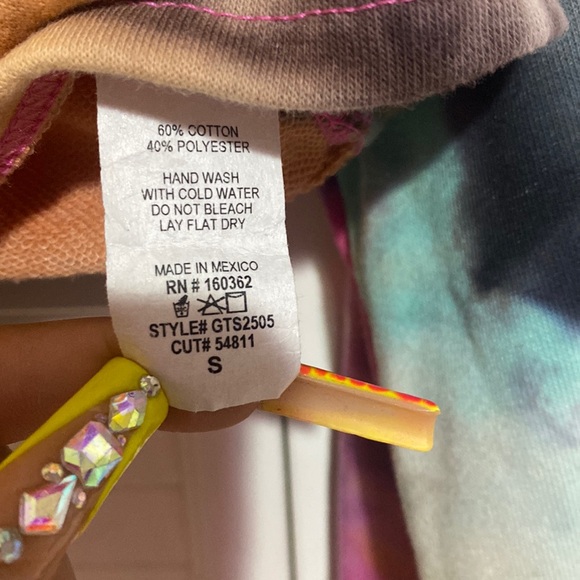 60% COTTON
40% POLYESTER
HAND WASH
WITH COLD WATER
DO NOT BLEACH
LAY FLAT DRY
MADE IN MEXICO
RN # 160362
STYLE# GTS2505
CUT# 54811
S